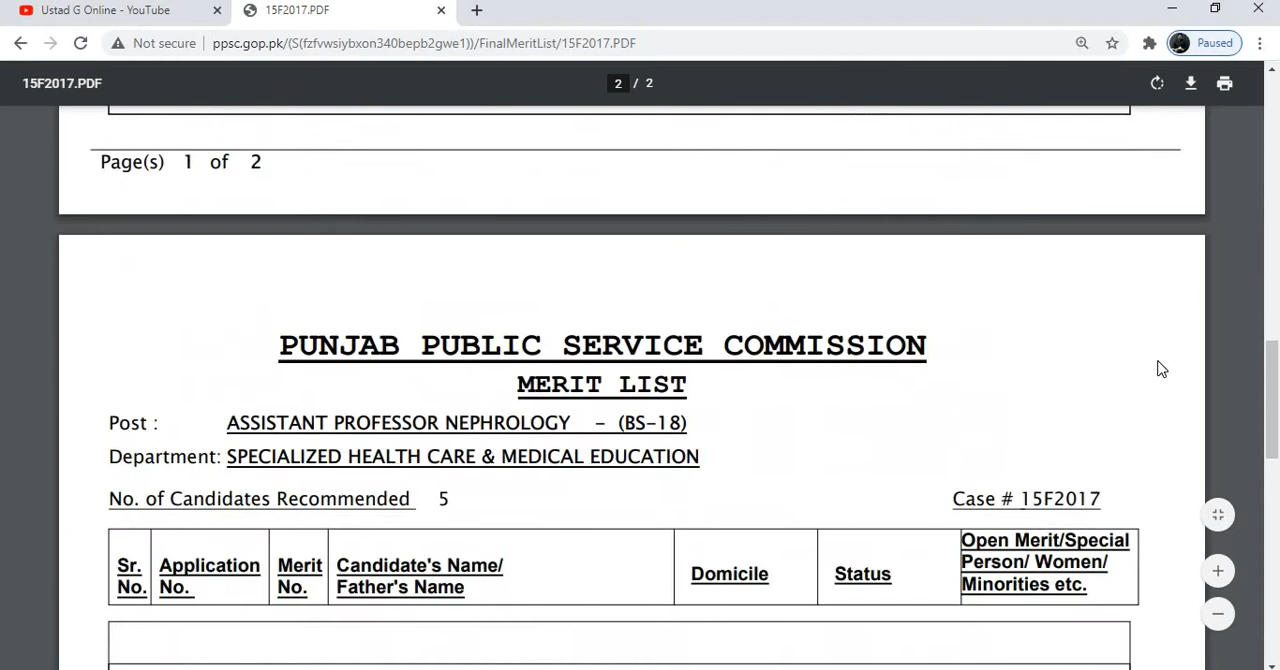 Ustad G Online - YouTube
15F2017.PDF
Not secure
ppsc.gop.pk/(S(fzfvwsiybxon340bepb2gwe1))/FinalMeritList/15F2017.PDF
Paused
15F2017.PDF
2 / 2
Page(s) 1 of 2
PUNJAB PUBLIC SERVICE COMMISSION
MERIT LIST
Post : ASSISTANT PROFESSOR NEPHROLOGY - (BS-18)
Department: SPECIALIZED HEALTH CARE & MEDICAL EDUCATION
No. of Candidates Recommended 5
Case # 15F2017
Sr. No.
Application No.
Merit No.
Candidate's Name/
Father's Name
Domicile
Status
Open Merit/Special
Person/ Women/
Minorities etc.